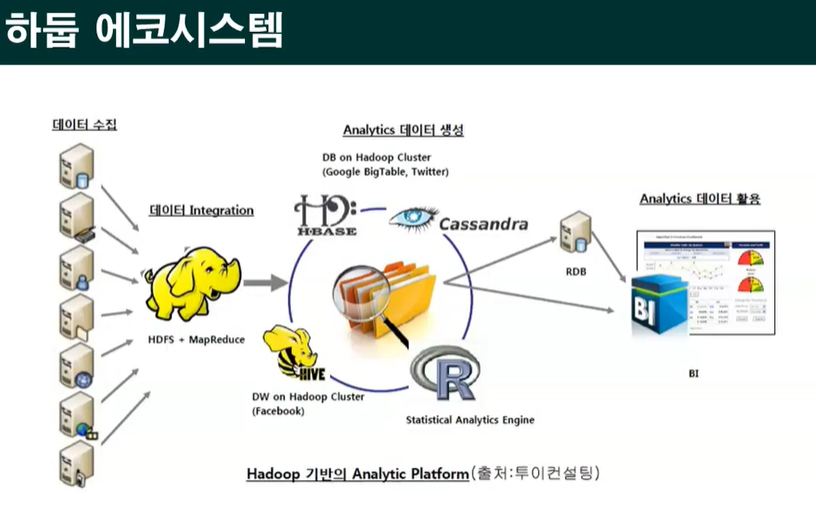 하둡 에코시스템
데이터 수집
Analytics 데이터 생성
DB on Hadoop Cluster
(Google BigTable, Twitter)
Analytics 데이터 활용
데이터 Integration
H:BASE
Cassandra
RDB
BI
HDFS + MapReduce
HIVE
R
DW on Hadoop Cluster
(Facebook)
Statistical Analytics Engine
BI
Hadoop 기반의 Analytic Platform(출처:투이컨설팅)